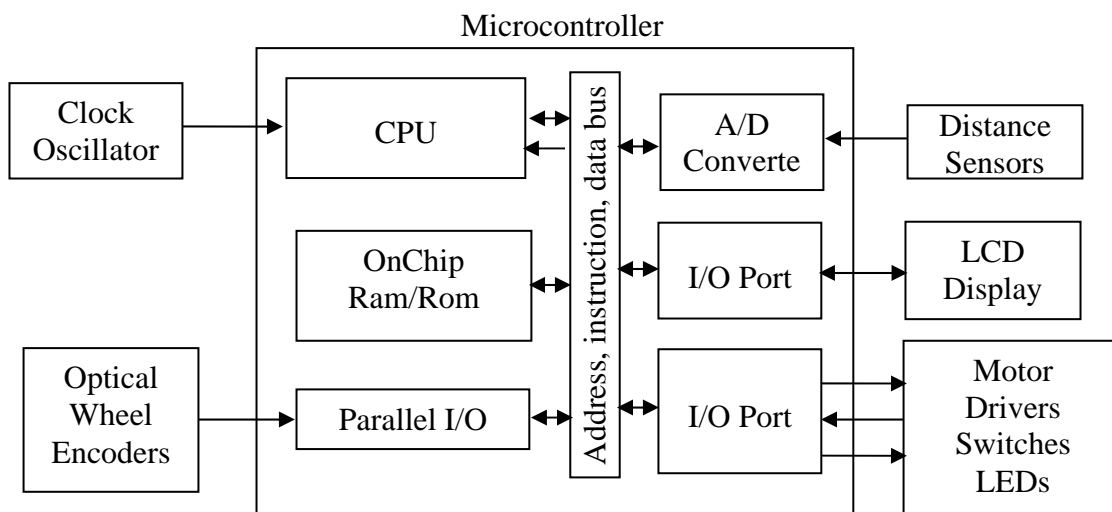 Microcontroller
Clock
Oscillator
CPU
Address, instruction, data bus
A/D
Converte
Distance
Sensors
OnChip
Ram/Rom
I/O Port
LCD
Display
Optical
Wheel
Encoders
Parallel I/O
I/O Port
Motor
Drivers
Switches
LEDs